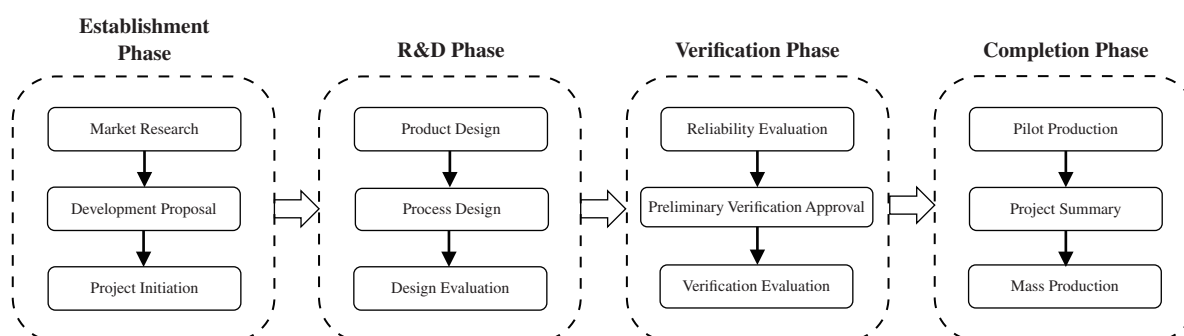 Establishment
Phase
Market Research
Development Proposal
Project Initiation
R&D Phase
Product Design
Process Design
Design Evaluation
Verification Phase
Reliability Evaluation
Preliminary Verification Approval
Verification Evaluation
Completion Phase
Pilot Production
Project Summary
Mass Production